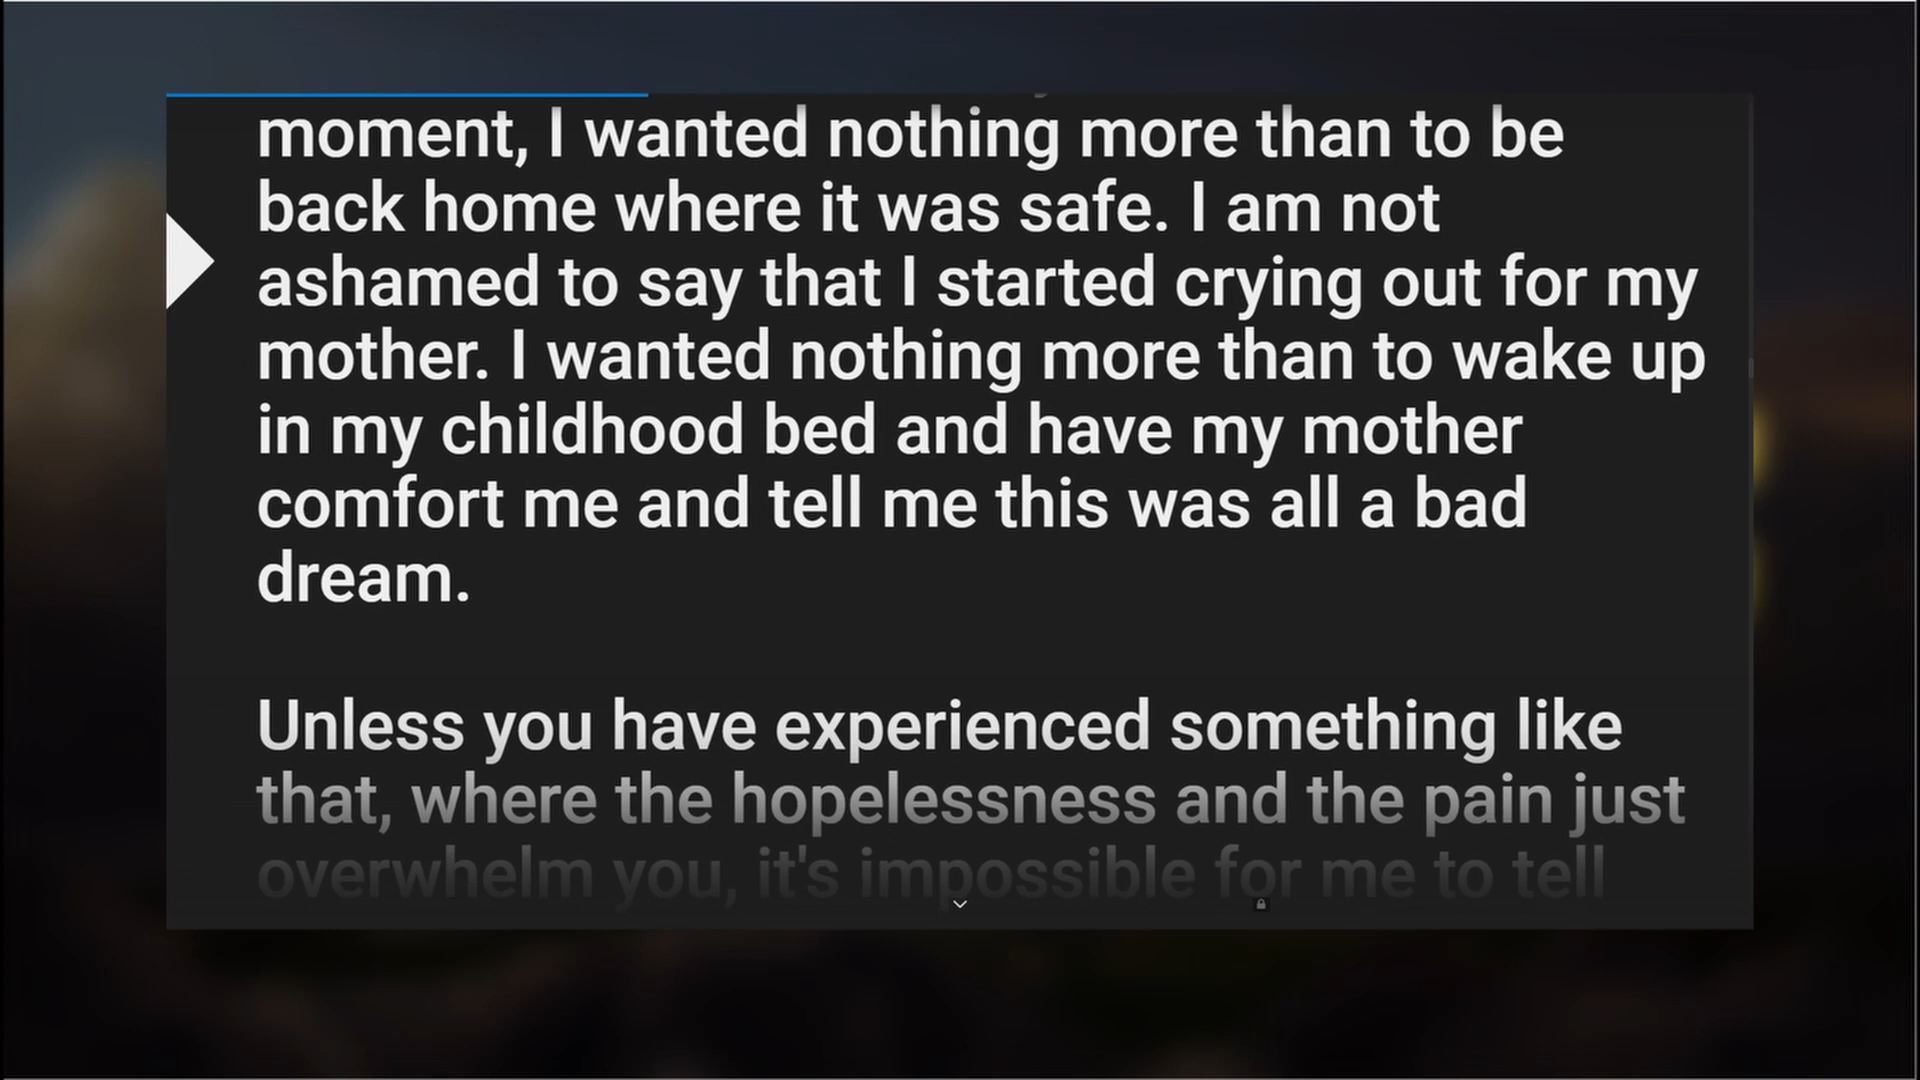 moment, I wanted nothing more than to be
back home where it was safe. I am not
ashamed to say that I started crying out for my
mother. I wanted nothing more than to wake up
in my childhood bed and have my mother
comfort me and tell me this was all a bad
dream.
Unless you have experienced something like
that, where the hopelessness and the pain just
overwhelm you, it's impossible for me to tell